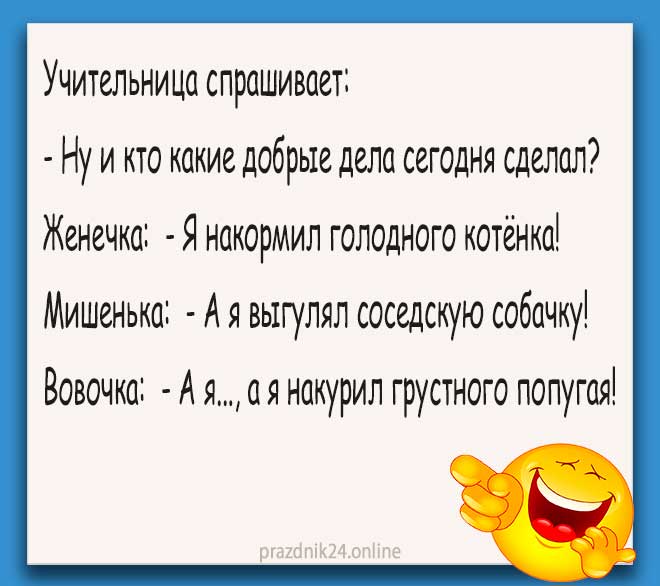 Учительница спрашивает:
- Ну и кто какие добрые дела сегодня сделал?
Женечка:  - Я накормил голодного котёнка!
Мишенька:  - А я выгулял соседскую собачку!
Вовочка:  - А я..., а я накурил грустного попугая!
prazdnik24.online